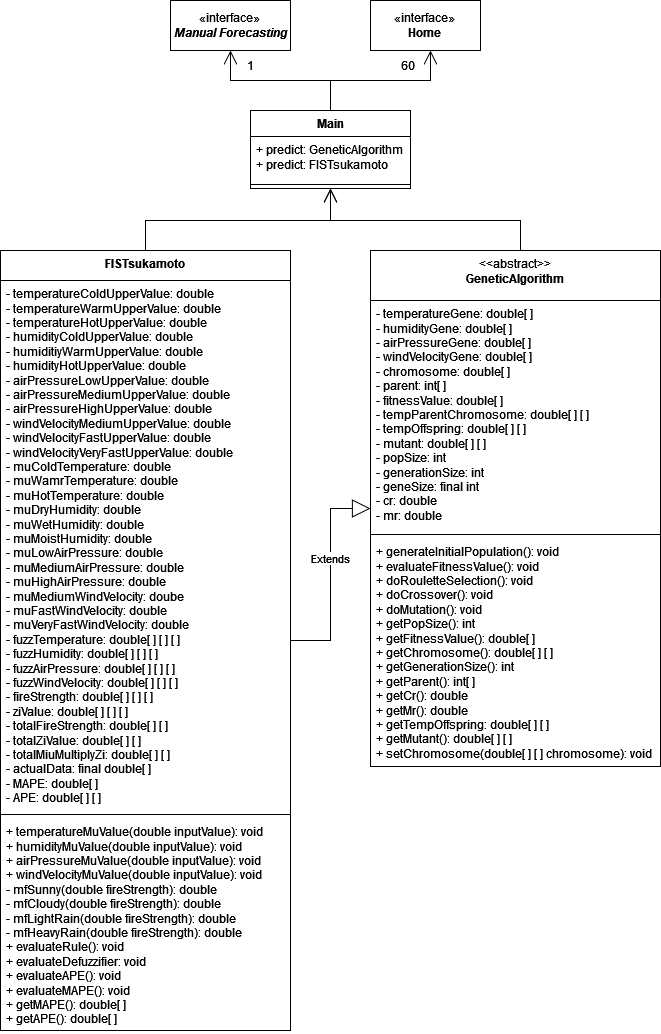 «interface»
Manual Forecasting
«interface»
Home
1
60
Main
+ predict: GeneticAlgorithm
+ predict: FISTsukamoto
FISTsukamoto
- temperatureColdUpperValue: double
- temperatureWarmUpperValue: double
- temperatureHotUpperValue: double
- humidityColdUpperValue: double
- humiditiyWarmUpperValue: double
- humidityHotUpperValue: double
- airPressureLowUpperValue: double
- airPressureMediumUpperValue: double
- airPressureHighUpperValue: double
- windVelocityMediumUpperValue: double
- windVelocityFastUpperValue: double
- windVelocityVeryFastUpperValue: double
- muColdTemperature: double
- muWamrTemperature: double
- muHotTemperature: double
- muDryHumidity: double
- muWetHumidity: double
- muMoistHumidity: double
- muLowAirPressure: double
- muMediumAirPressure: double
- muHighAirPressure: double
- muMediumWindVelocity: doube
- muFastWindVelocity: double
- muVeryFastWindVelocity: double
- fuzzTemperature: double[ ] [ ] [ ]
- fuzzHumidity: double[ ] [ ] [ ]
- fuzzAirPressure: double[ ] [ ] [ ]
- fuzzWindVelocity: double[ ] [ ] [ ]
- fireStrength: double[ ] [ ] [ ]
- ziValue: double[ ] [ ] [ ]
- totalFireStrength: double[ ] [ ]
- totalZiValue: double[ ] [ ]
- totalMiuMultiplyZi: double[ ] [ ]
- actualData: final double[ ]
- MAPE: double[ ]
- APE: double[ ] [ ]
+ temperatureMuValue(double inputValue): void
+ humidityMuValue(double inputValue): void
+ airPressureMuValue(double inputValue): void
+ windVelocityMuValue(double inputValue): void
- mfSunny(double fireStrength): double
- mfCloudy(double fireStrength): double
- mfLightRain(double fireStrength): double
- mfHeavyRain(double fireStrength): double
+ evaluateRule(): void
+ evaluateDefuzzifier: void
+ evaluateAPE(): void
+ evaluateMAPE(): void
+ getMAPE(): double[ ]
+ getAPE(): double[ ]
Extends
<<abstract>>
GeneticAlgorithm
- temperatureGene: double[ ]
- humidityGene: double[ ]
- airPressureGene: double[ ]
- windVelocityGene: double[ ]
- chromosome: double[ ]
- parent: int[ ]
- fitnessValue: double[ ]
- tempParentChromosome: double[ ] [ ]
- tempOffspring: double[ ] [ ]
- mutant: double[ ] [ ]
- popSize: int
- generationSize: int
- geneSize: final int
- cr: double
- mr: double
+ generateInitialPopulation(): void
+ evaluateFitnessValue(): void
+ doRouletteSelection(): void
+ doCrossover(): void
+ doMutation(): void
+ getPopSize(): int
+ getFitnessValue(): double[ ]
+ getChromosome(): double[ ] [ ]
+ getGenerationSize(): int
+ getParent(): int[ ]
+ getCr(): double
+ getMr(): double
+ getTempOffspring: double[ ] [ ]
+ getMutant(): double[ ] [ ]
+ setChromosome(double[ ] [ ] chromosome): void